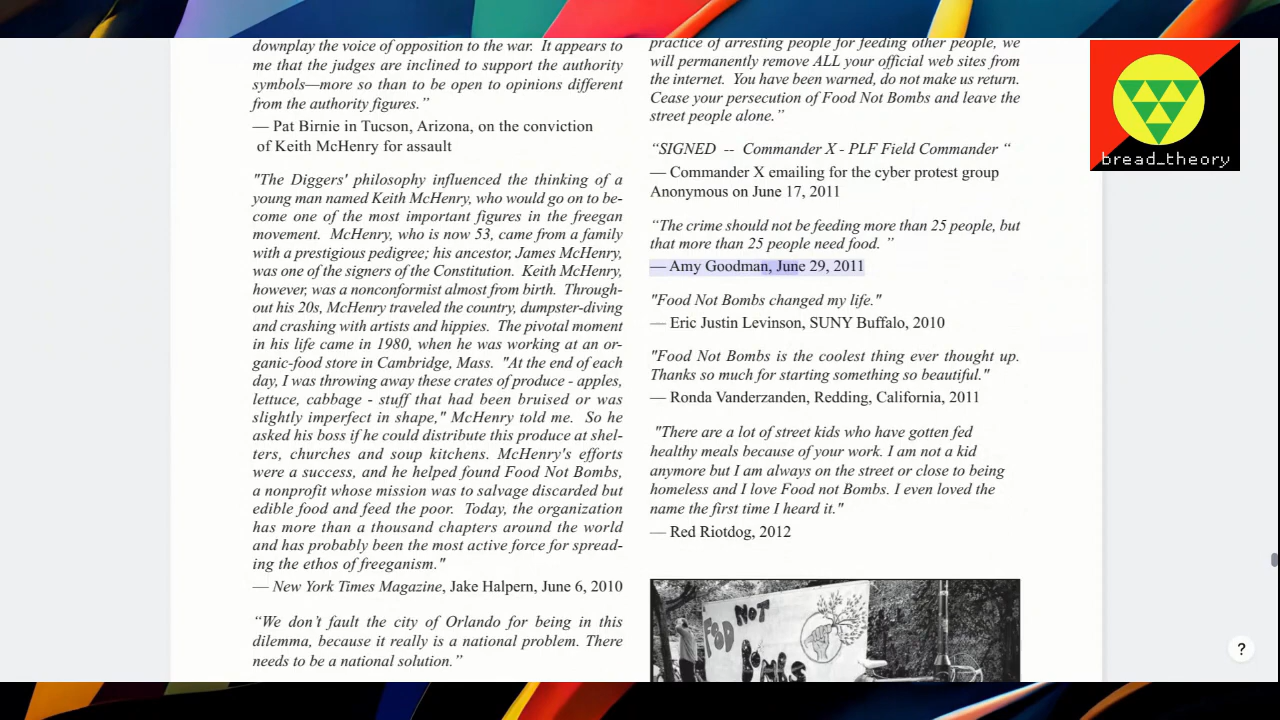 downplay the voice of opposition to the war. It appears to
me that the judges are inclined to support the authority
symbols—more so than to be open to opinions different
from the authority figures.”
— Pat Birnie in Tucson, Arizona, on the conviction
of Keith McHenry for assault
"The Diggers' philosophy influenced the thinking of a
young man named Keith McHenry, who would go on to be-
come one of the most important figures in the freegan
movement. McHenry, who is now 53, came from a family
with a prestigious pedigree; his ancestor, James McHenry,
was one of the signers of the Constitution. Keith McHenry,
however, was a nonconformist almost from birth. Through-
out his 20s, McHenry traveled the country, dumpster-diving
and crashing with artists and hippies. The pivotal moment
in his life came in 1980, when he was working at an or-
ganic-food store in Cambridge, Mass. "At the end of each
day, I was throwing away these crates of produce - apples,
lettuce, cabbage - stuff that had been bruised or was
slightly imperfect in shape," McHenry told me. So he
asked his boss if he could distribute this produce at shel-
ters, churches and soup kitchens. McHenry's efforts
were a success, and he helped found Food Not Bombs,
a nonprofit whose mission was to salvage discarded but
edible food and feed the poor. Today, the organization
has more than a thousand chapters around the world
and has probably been the most active force for spread-
ing the ethos of freeganism."
— New York Times Magazine, Jake Halpern, June 6, 2010
“We don’t fault the city of Orlando for being in this
dilemma, because it really is a national problem. There
needs to be a national solution.”
practice of arresting people for feeding other people, we
will permanently remove ALL your official web sites from
the internet. You have been warned, do not make us return.
Cease your persecution of Food Not Bombs and leave the
street people alone.”
“SIGNED -- Commander X - PLF Field Commander “
— Commander X emailing for the cyber protest group
Anonymous on June 17, 2011
“The crime should not be feeding more than 25 people, but
that more than 25 people need food. ”
— Amy Goodman, June 29, 2011
"Food Not Bombs changed my life."
— Eric Justin Levinson, SUNY Buffalo, 2010
"Food Not Bombs is the coolest thing ever thought up.
Thanks so much for starting something so beautiful."
— Ronda Vanderzanden, Redding, California, 2011
"There are a lot of street kids who have gotten fed
healthy meals because of your work. I am not a kid
anymore but I am always on the street or close to being
homeless and I love Food not Bombs. I even loved the
name the first time I heard it."
— Red Riotdog, 2012
FOOD NOT
BOMBS
bread_theory
?